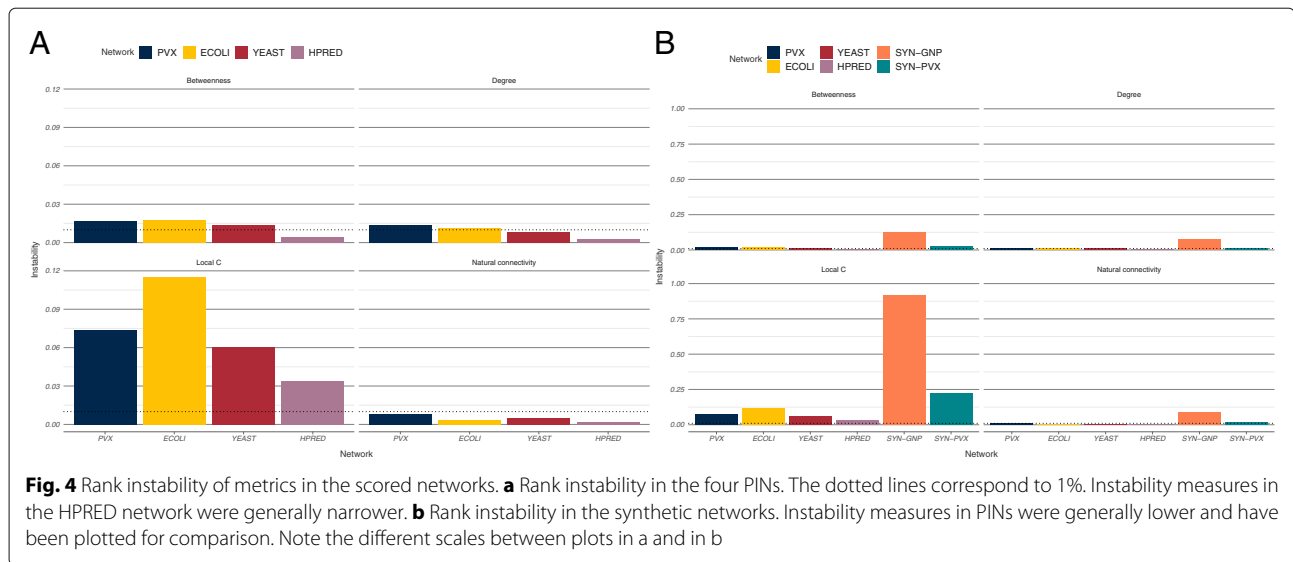 A
Network PVX ECOLI YEAST HPRED
Betweenness Degree
0.12
0.09
0.06
0.03
0.00
Instability
Local C Natural connectivity
0.12
0.09
0.06
0.03
0.00
PVX ECOLI YEAST HPRED PVX ECOLI YEAST HPRED
Network
B
Network PVX YEAST SYN-GNP
ECOLI HPRED SYN-PVX
Betweenness Degree
1.00
0.75
0.50
0.25
0.00
Instability
Local C Natural connectivity
1.00
0.75
0.50
0.25
0.00
PVX ECOLI YEAST HPRED SYN-GNP SYN-PVX PVX ECOLI YEAST HPRED SYN-GNP SYN-PVX
Network
Fig. 4 Rank instability of metrics in the scored networks. a Rank instability in the four PINs. The dotted lines correspond to 1%. Instability measures in
the HPRED network were generally narrower. b Rank instability in the synthetic networks. Instability measures in PINs were generally lower and have
been plotted for comparison. Note the different scales between plots in a and in b